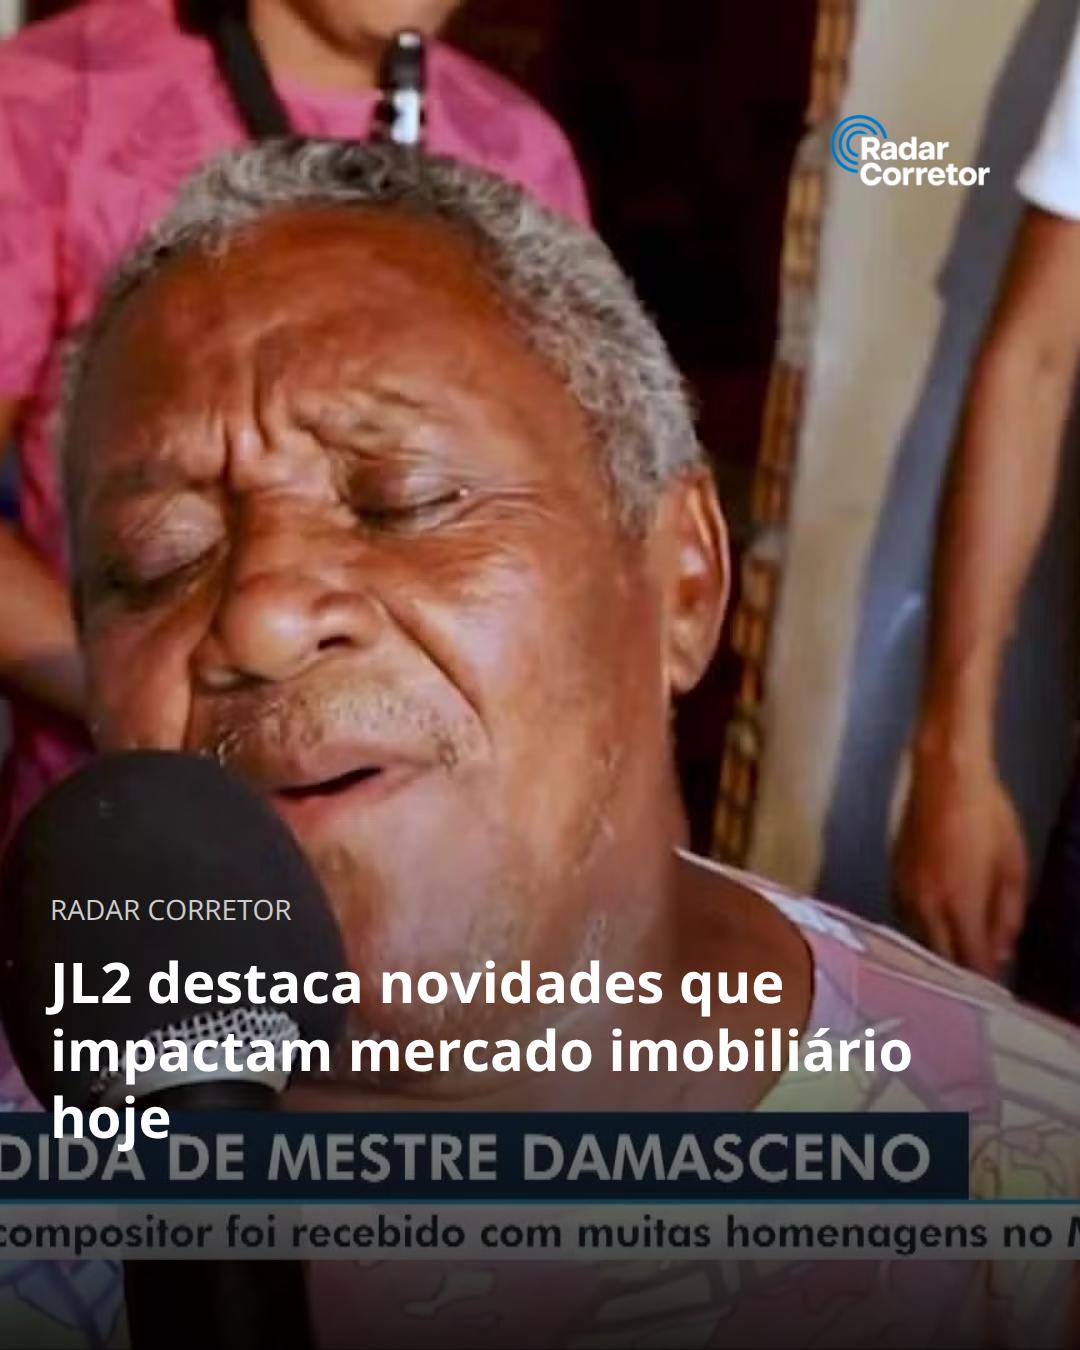 Radar
Corretor
RADAR CORRETOR
JL2 destaca novidades que
impactam mercado imobiliário
hoje
DIDA DE MESTRE DAMASCENO
compositor foi recebido com muitas homenagens no